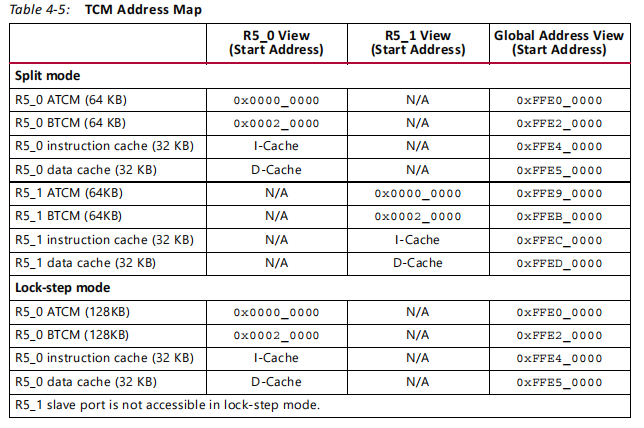 Table 4-5: TCM Address Map
R5_0 View (Start Address) R5_1 View (Start Address) Global Address View (Start Address)
Split mode
R5_0 ATCM (64 KB) 0x0000_0000 N/A 0xFFE0_0000
R5_0 BTCM (64 KB) 0x0002_0000 N/A 0xFFE2_0000
R5_0 instruction cache (32 KB) I-Cache N/A 0xFFE4_0000
R5_0 data cache (32 KB) D-Cache N/A 0xFFE5_0000
R5_1 ATCM (64KB) N/A 0x0000_0000 0xFFE9_0000
R5_1 BTCM (64KB) N/A 0x0002_0000 0xFFEB_0000
R5_1 instruction cache (32 KB) N/A I-Cache 0xFFEC_0000
R5_1 data cache (32 KB) N/A D-Cache 0xFFED_0000
Lock-step mode
R5_0 ATCM (128KB) 0x0000_0000 N/A 0xFFE0_0000
R5_0 BTCM (128KB) 0x0002_0000 N/A 0xFFE2_0000
R5_0 instruction cache (32 KB) I-Cache N/A 0xFFE4_0000
R5_0 data cache (32 KB) D-Cache N/A 0xFFE5_0000
R5_1 slave port is not accessible in lock-step mode.